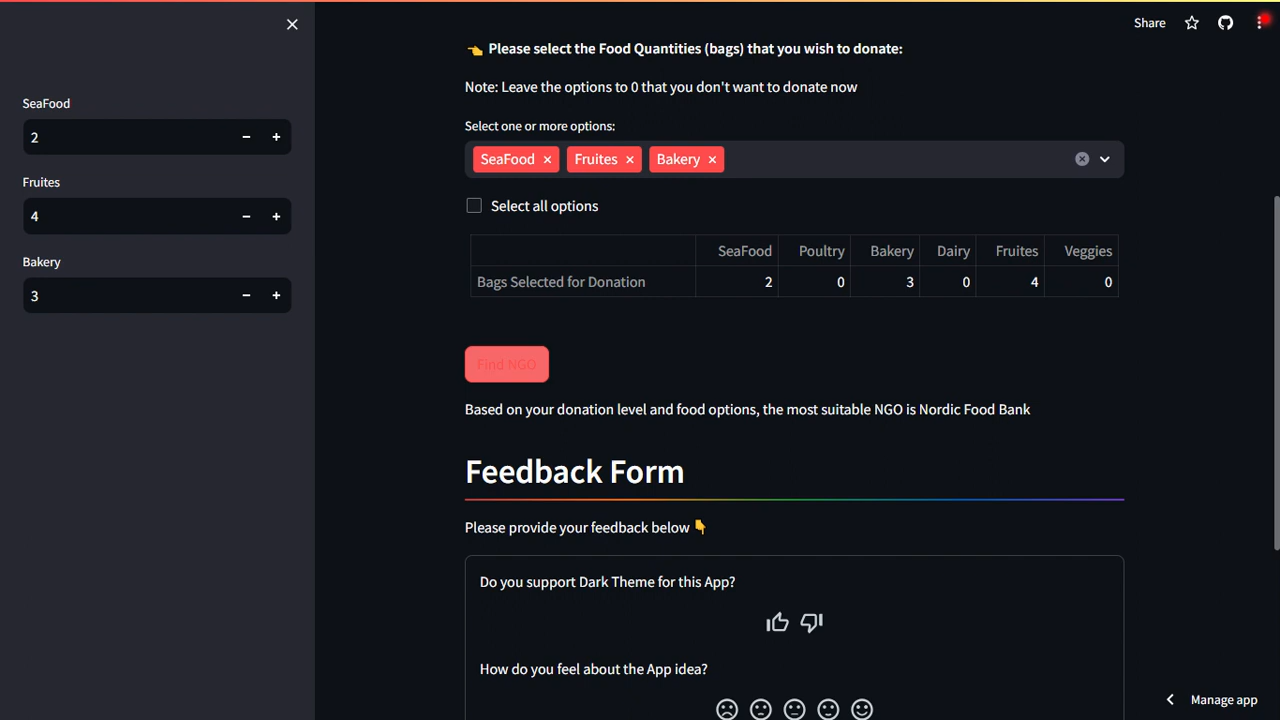 SeaFood
2
Fruites
4
Bakery
3
Share
Please select the Food Quantities (bags) that you wish to donate:
Note: Leave the options to 0 that you don't want to donate now
Select one or more options:
SeaFood Fruites Bakery
Select all options
SeaFood Poultry Bakery Dairy Fruites Veggies
Bags Selected for Donation 2 0 3 0 4 0
Find NGO
Based on your donation level and food options, the most suitable NGO is Nordic Food Bank
Feedback Form
Please provide your feedback below
Do you support Dark Theme for this App?
How do you feel about the App idea?
Manage app